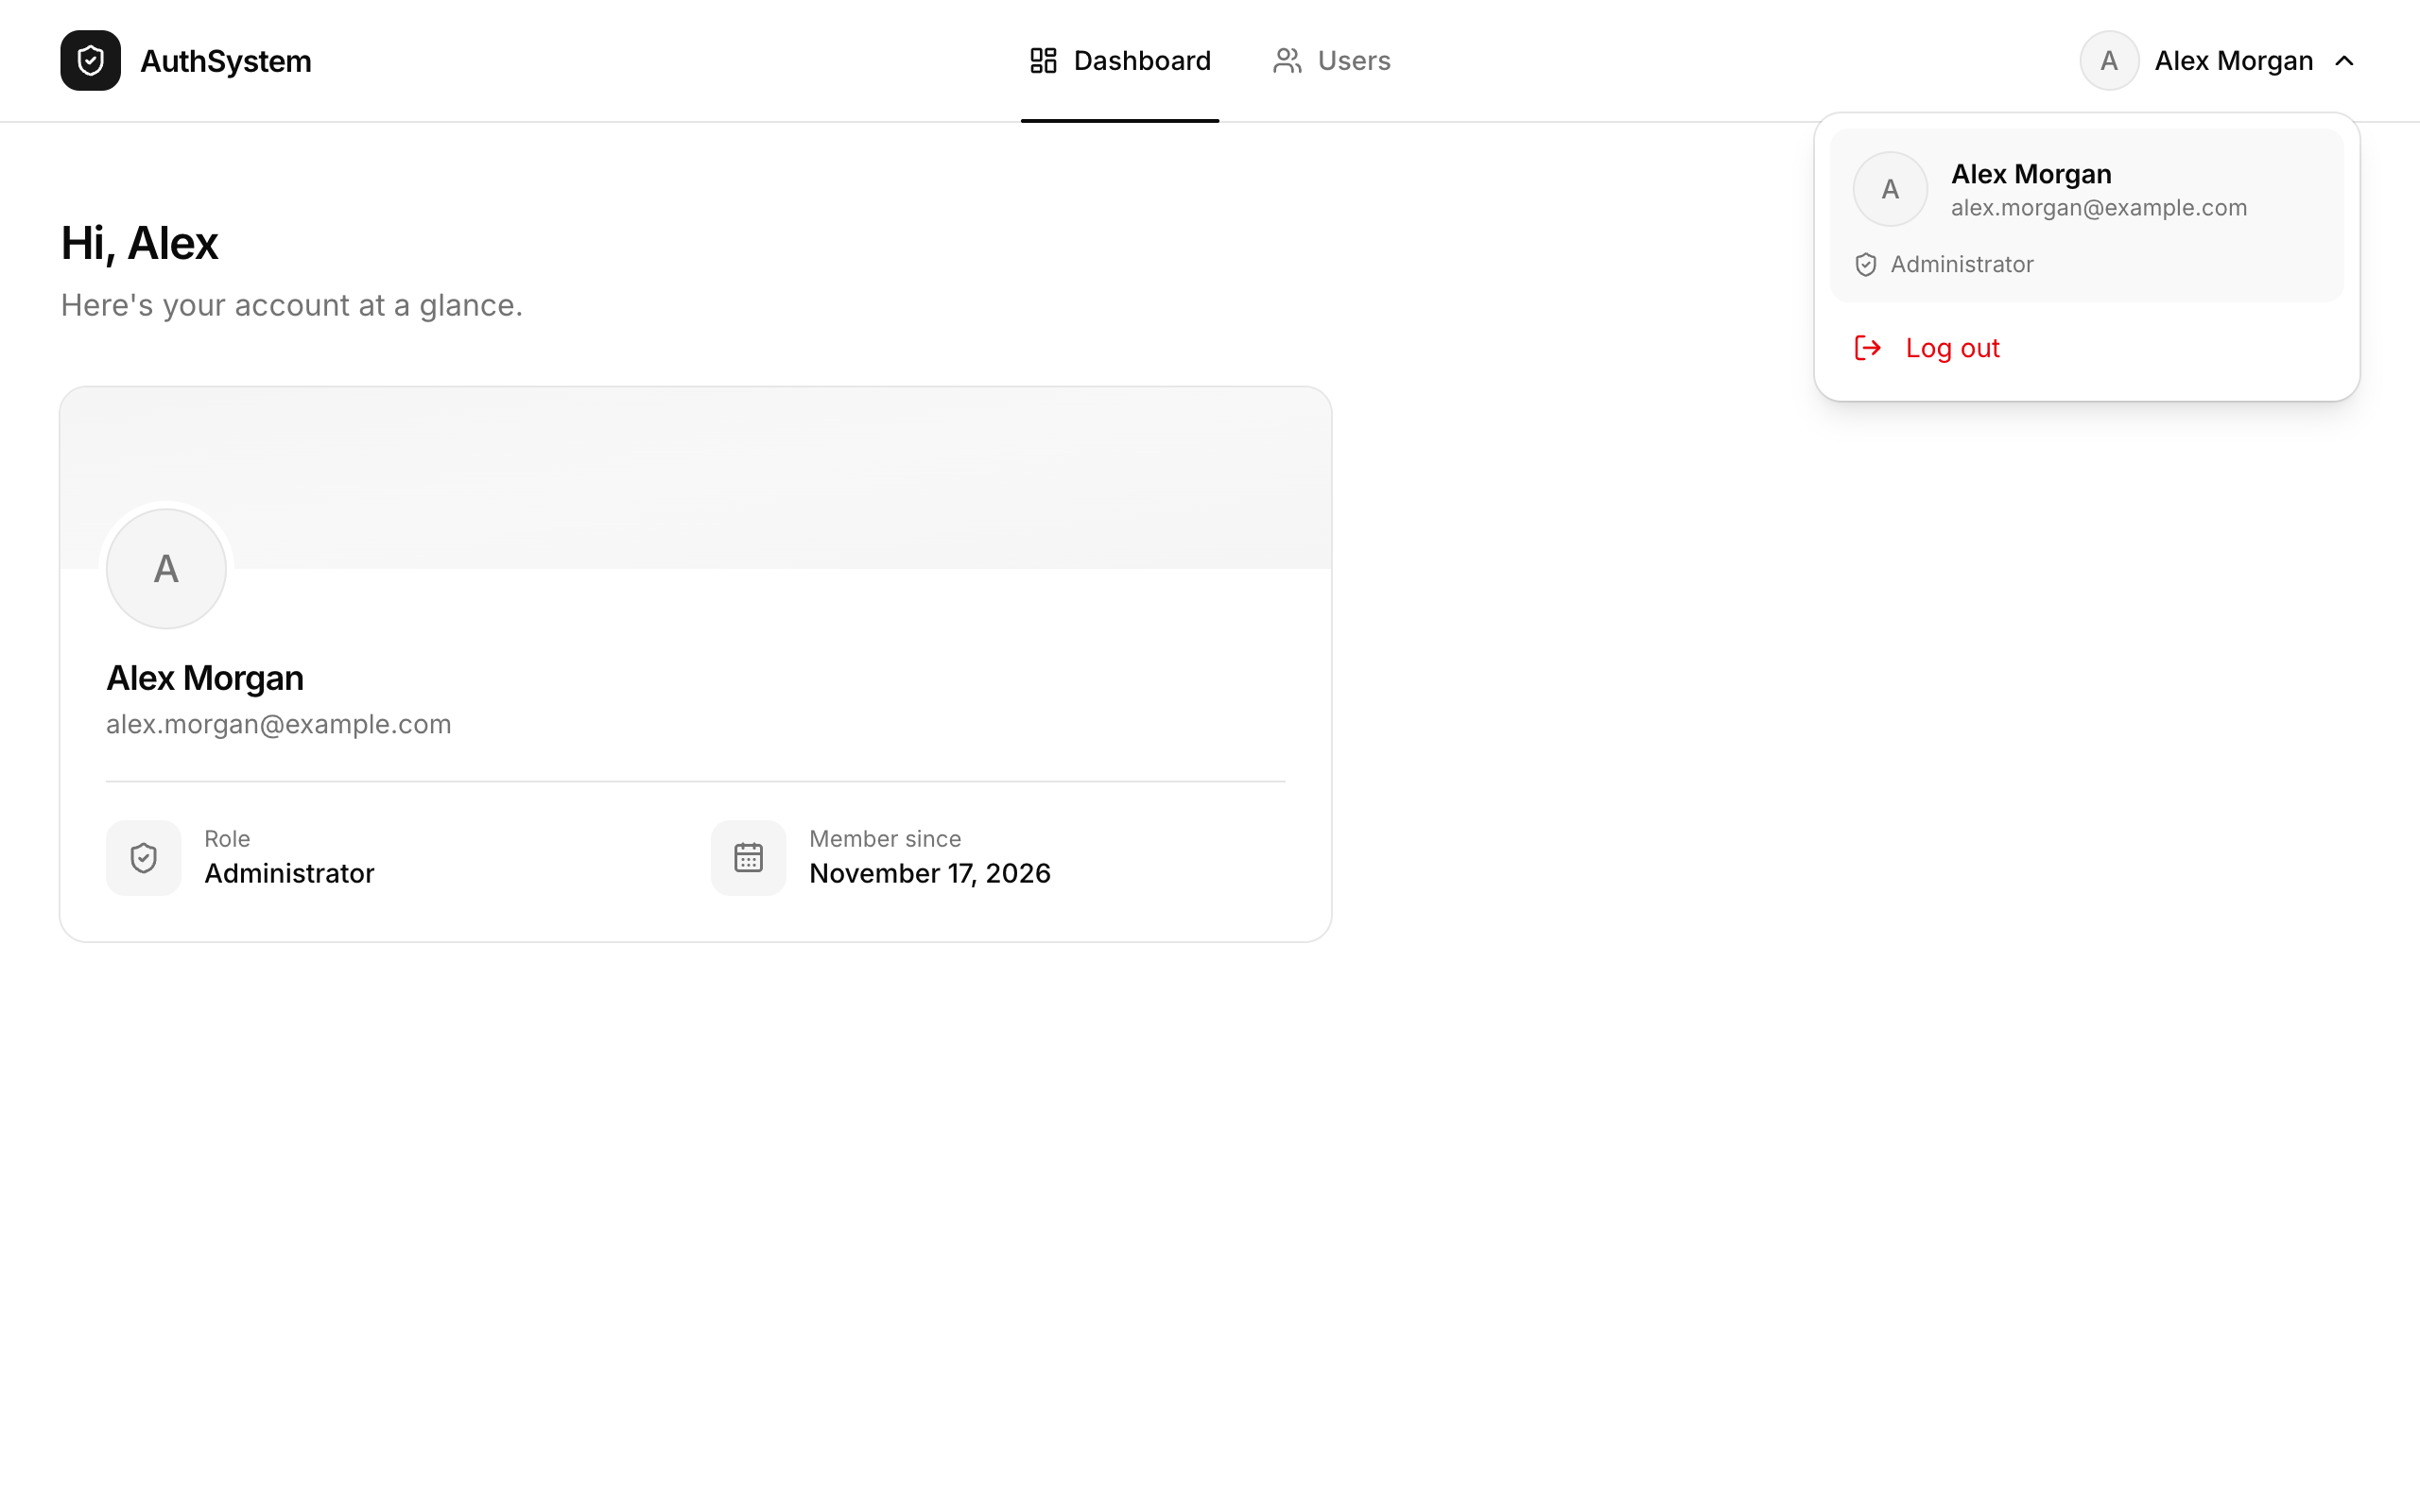 AuthSystem
Dashboard
Users
A
Alex Morgan
A
Alex Morgan
alex.morgan@example.com
Administrator
Log out
Hi, Alex
Here's your account at a glance.
A
Alex Morgan
alex.morgan@example.com
Role
Administrator
Member since
November 17, 2026